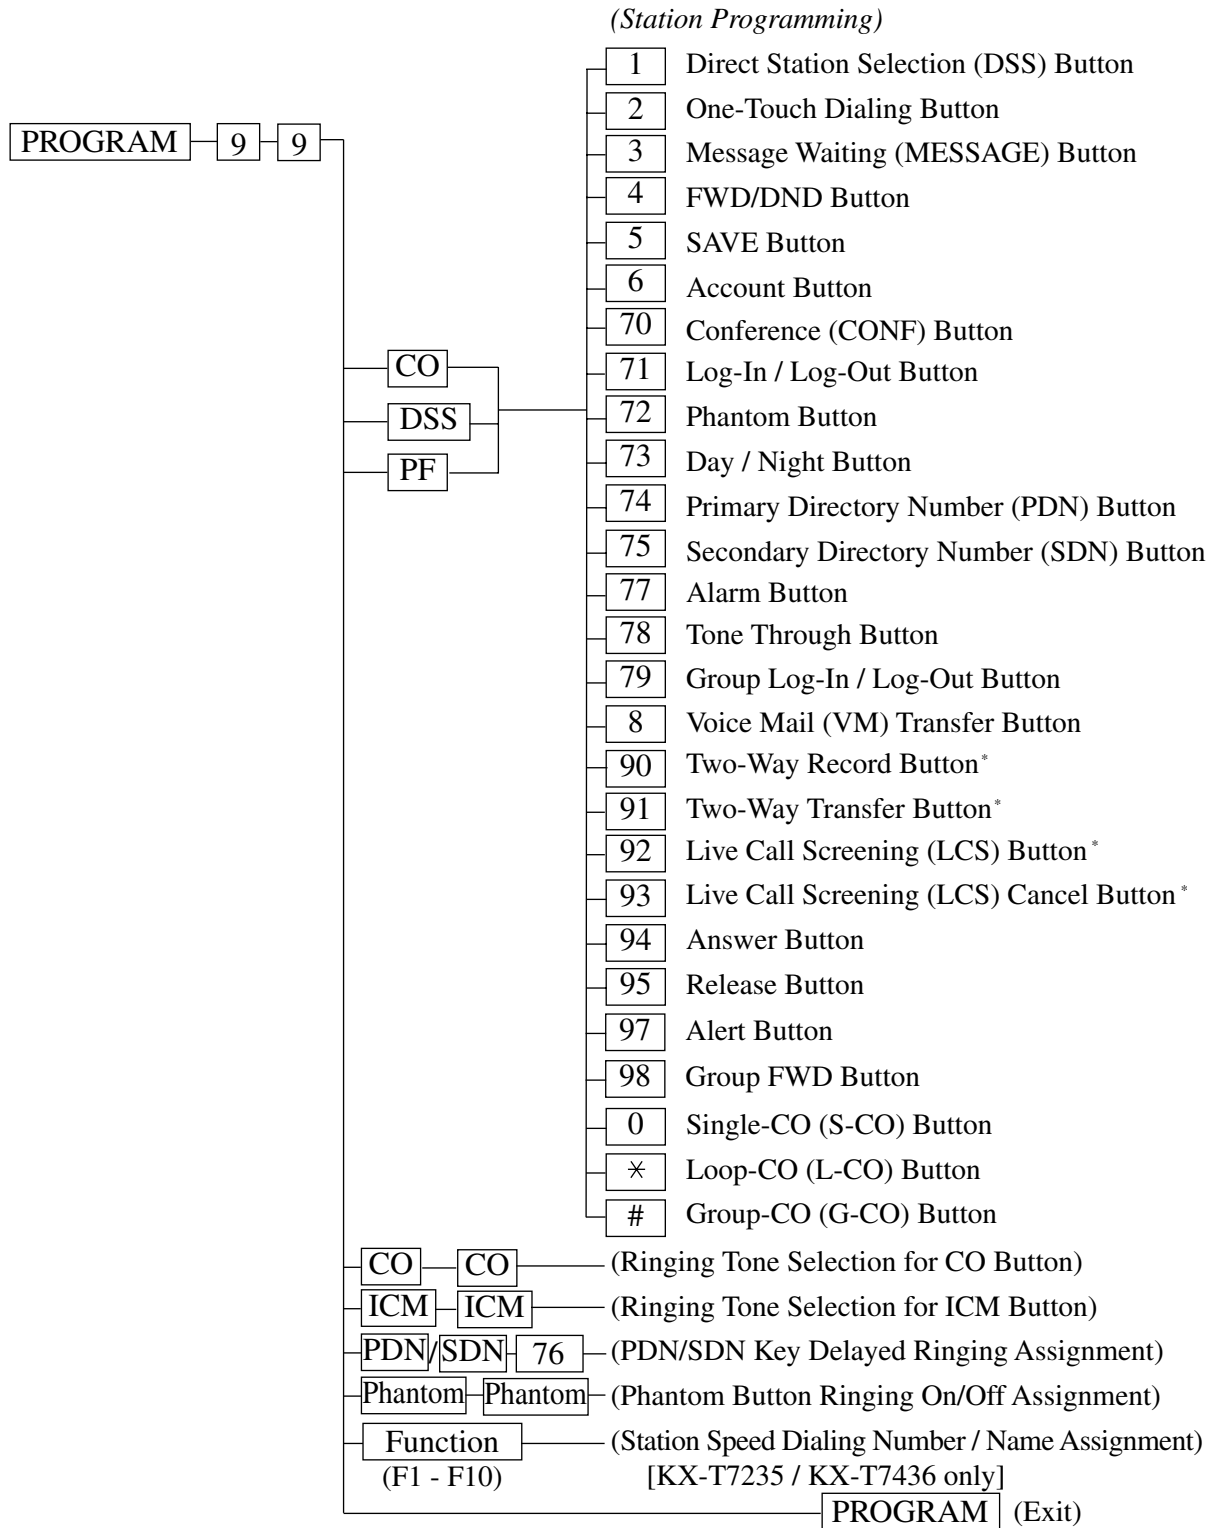 (Station Programming)
1 Direct Station Selection (DSS) Button
2 One-Touch Dialing Button
PROGRAM 9 9
3 Message Waiting (MESSAGE) Button
4 FWD/DND Button
5 SAVE Button
6 Account Button
70 Conference (CONF) Button
CO
71 Log-In / Log-Out Button
DSS
72 Phantom Button
PF
73 Day / Night Button
74 Primary Directory Number (PDN) Button
75 Secondary Directory Number (SDN) Button
77 Alarm Button
78 Tone Through Button
79 Group Log-In / Log-Out Button
8 Voice Mail (VM) Transfer Button
90 Two-Way Record Button*
91 Two-Way Transfer Button*
92 Live Call Screening (LCS) Button*
93 Live Call Screening (LCS) Cancel Button*
94 Answer Button
95 Release Button
97 Alert Button
98 Group FWD Button
0 Single-CO (S-CO) Button
* Loop-CO (L-CO) Button
# Group-CO (G-CO) Button
CO CO (Ringing Tone Selection for CO Button)
ICM ICM (Ringing Tone Selection for ICM Button)
PDN/SDN 76 (PDN/SDN Key Delayed Ringing Assignment)
Phantom Phantom (Phantom Button Ringing On/Off Assignment)
Function (Station Speed Dialing Number / Name Assignment)
(F1 - F10) [KX-T7235 / KX-T7436 only]
PROGRAM (Exit)